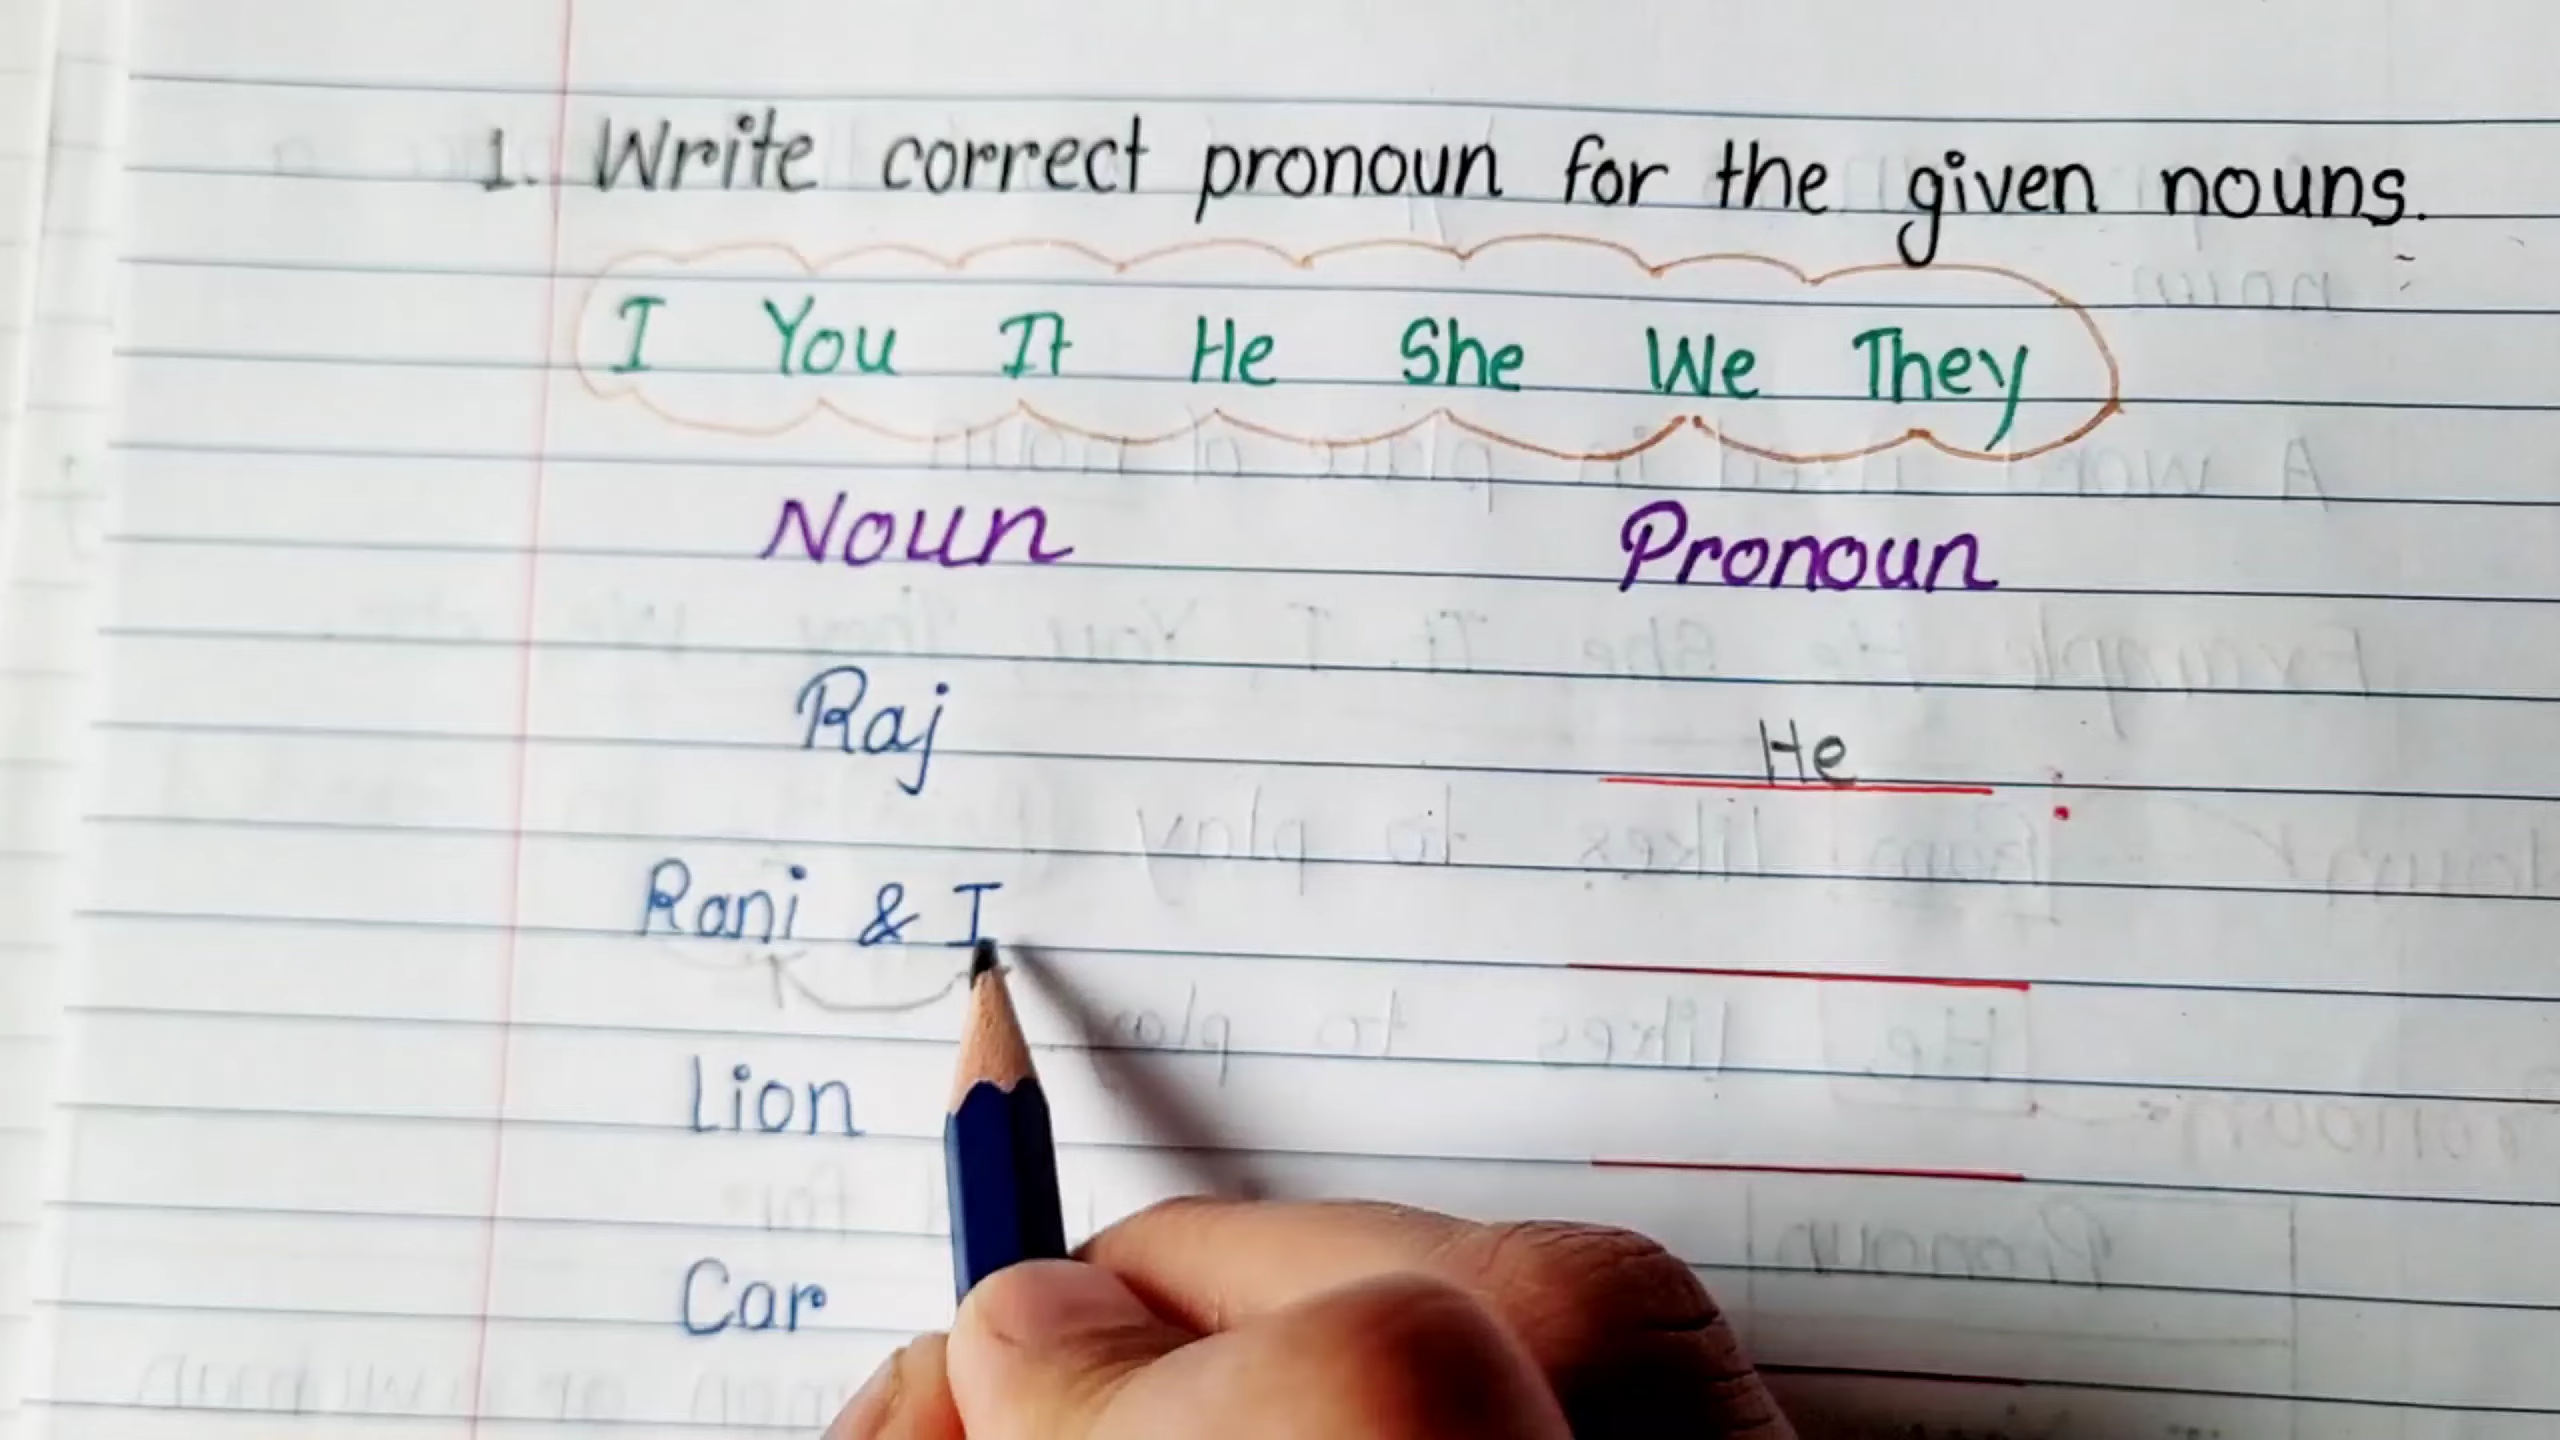 1. Write correct pronoun for the given nouns.
I You It He She We They
Noun Pronoun
Raj He
Rani & I
Lion
Car